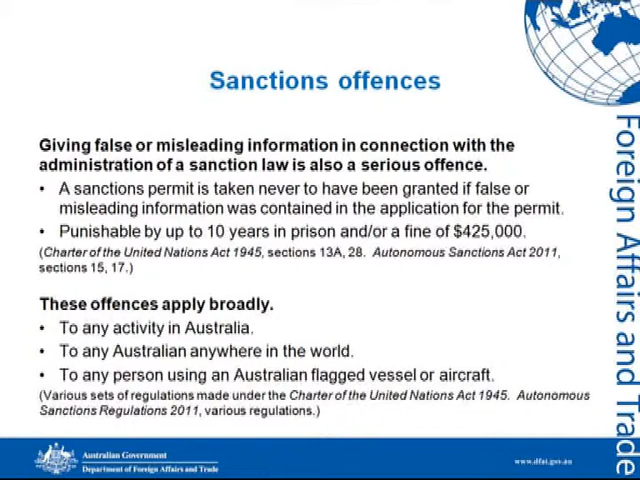 Sanctions offences
Giving false or misleading information in connection with the
administration of a sanction law is also a serious offence.
• A sanctions permit is taken never to have been granted if false or
misleading information was contained in the application for the permit.
• Punishable by up to 10 years in prison and/or a fine of $425,000.
(Charter of the United Nations Act 1945, sections 13A, 28. Autonomous Sanctions Act 2011,
sections 15, 17.)
These offences apply broadly.
• To any activity in Australia.
• To any Australian anywhere in the world.
• To any person using an Australian flagged vessel or aircraft.
(Various sets of regulations made under the Charter of the United Nations Act 1945. Autonomous
Sanctions Regulations 2011, various regulations.)
Foreign Affairs and Trade
Australian Government
Department of Foreign Affairs and Trade
www.dfat.gov.au